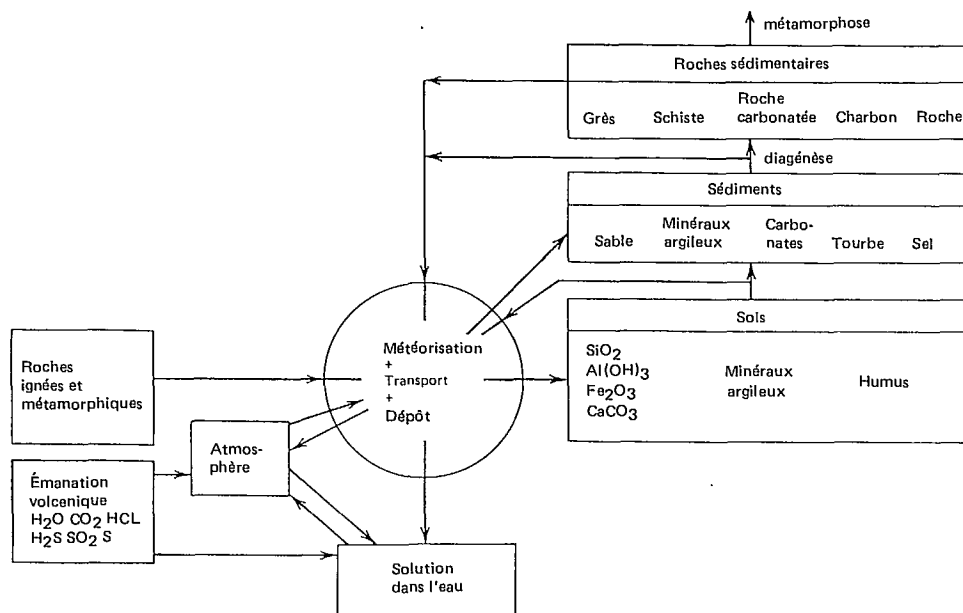 métamorphose
Roches sédimentaires
Grès Schiste Roche carbonatée Charbon Roche
diagénèse
Sédiments
Sable Minéraux argileux Carbo-nates Tourbe Sel
Sols
SiO2
Al(OH)3
Fe2O3
CaCO3
Minéraux
argileux
Humus
Météorisation
+
Transport
+
Dépôt
Roches
ignées et
métamorphiques
Atmos-
phère
Émanation
volcenique
H2O CO2 HCL
H2S SO2 S
Solution
dans l'eau